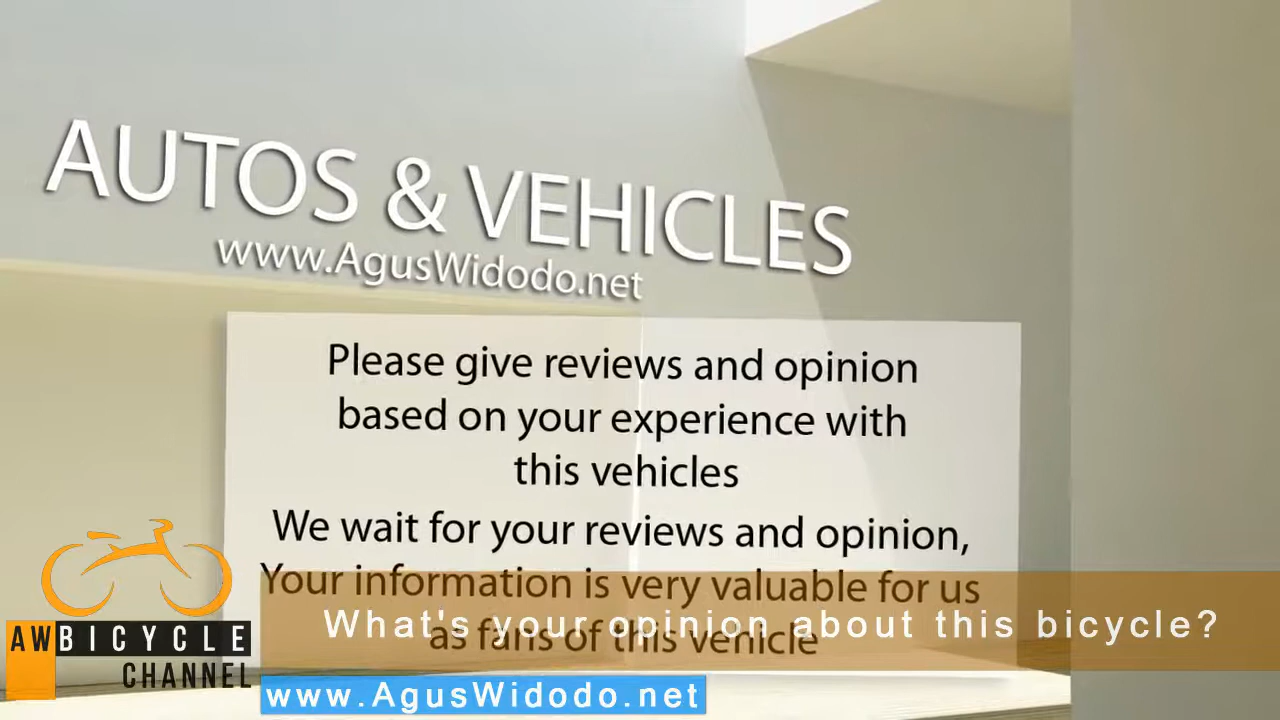 AUTOS & VEHICLES
www.AgusWidodo.net
Please give reviews and opinion
based on your experience with
this vehicles
We wait for your reviews and opinion,
Your information is very valuable for us
as fans of this vehicle
What's your opinion about this bicycle?
AWBICYCLE
CHANNEL
www.AgusWidodo.net